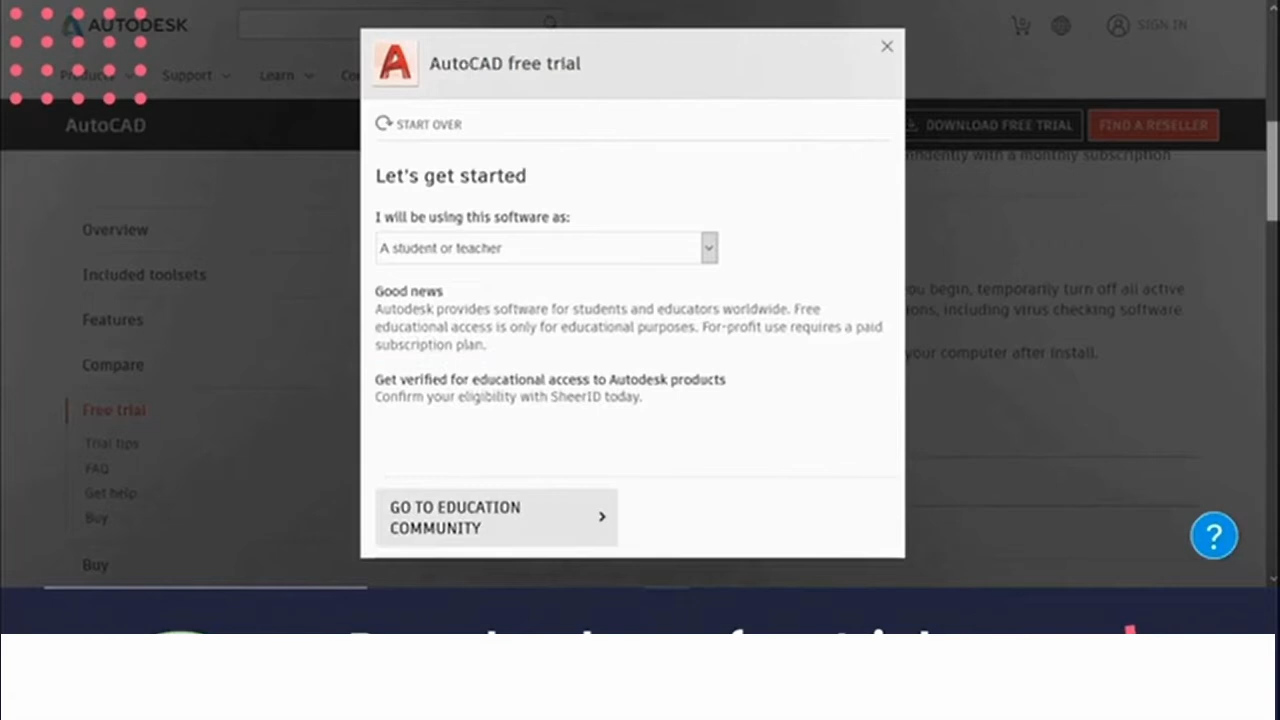 AUTODESK
SIGN IN
Products
Support
Learn
AutoCAD
DOWNLOAD FREE TRIAL
FIND A RESELLER
AutoCAD free trial
START OVER
Let's get started
I will be using this software as:
A student or teacher
Good news
Autodesk provides software for students and educators worldwide. Free
educational access is only for educational purposes. For-profit use requires a paid
subscription plan.
Get verified for educational access to Autodesk products
Confirm your eligibility with SheerID today.
GO TO EDUCATION
COMMUNITY
Overview
Included toolsets
Features
Compare
Free trial
Trial tips
FAQ
Get help
Buy
Buy
with a monthly subscription
you begin, temporarily turn off all active
including virus checking software.
your computer after install.
?